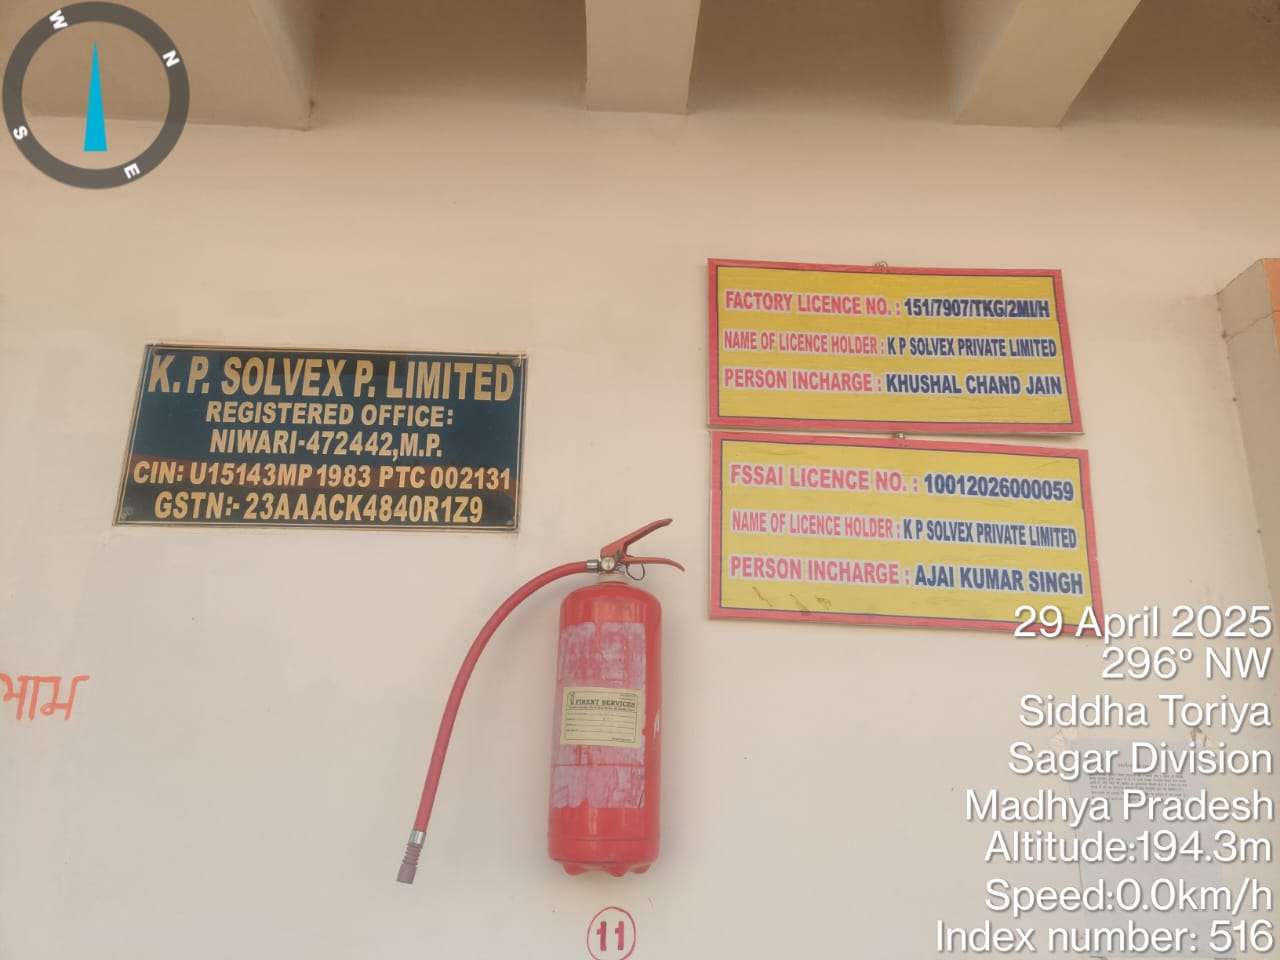 W
N
S
E
K. P. SOLVEX P. LIMITED
REGISTERED OFFICE:
NIWARI-472442,M.P.
CIN: U15143MP 1983 PTC 002131
GSTN:- 23AAACK4840R1Z9
FACTORY LICENCE NO. : 151/7907/TKG/2MI/H
NAME OF LICENCE HOLDER : K P SOLVEX PRIVATE LIMITED
PERSON INCHARGE : KHUSHAL CHAND JAIN
FSSAI LICENCE NO. : 10012026000059
NAME OF LICENCE HOLDER : K P SOLVEX PRIVATE LIMITED
PERSON INCHARGE : AJAI KUMAR SINGH
FIRENT SERVICES
11
29 April 2025
296° NW
Siddha Toriya
Sagar Division
Madhya Pradesh
Altitude:194.3m
Speed:0.0km/h
Index number: 516